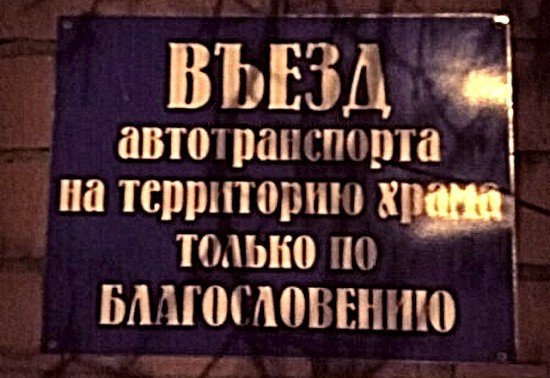 ВЪЕЗД
автотранспорта
на территорию храма
только по
БЛАГОСЛОВЕНИЮ